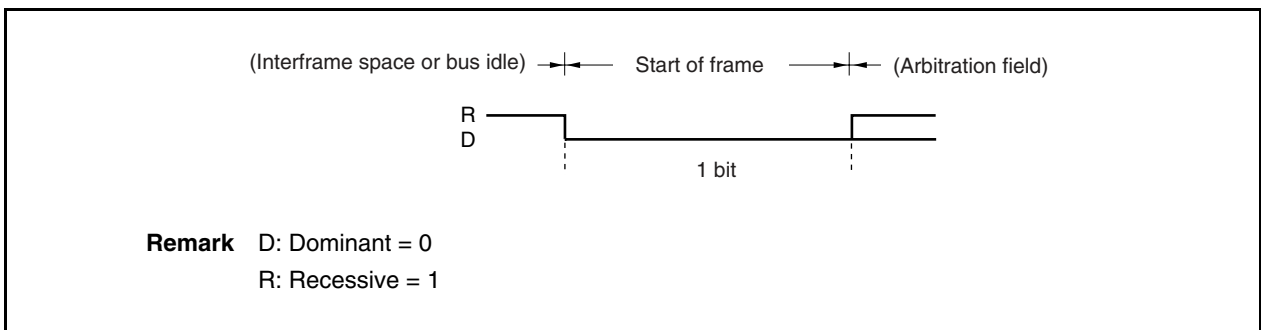 (Interframe space or bus idle) Start of frame (Arbitration field)
R
D
1 bit
Remark D: Dominant = 0
R: Recessive = 1